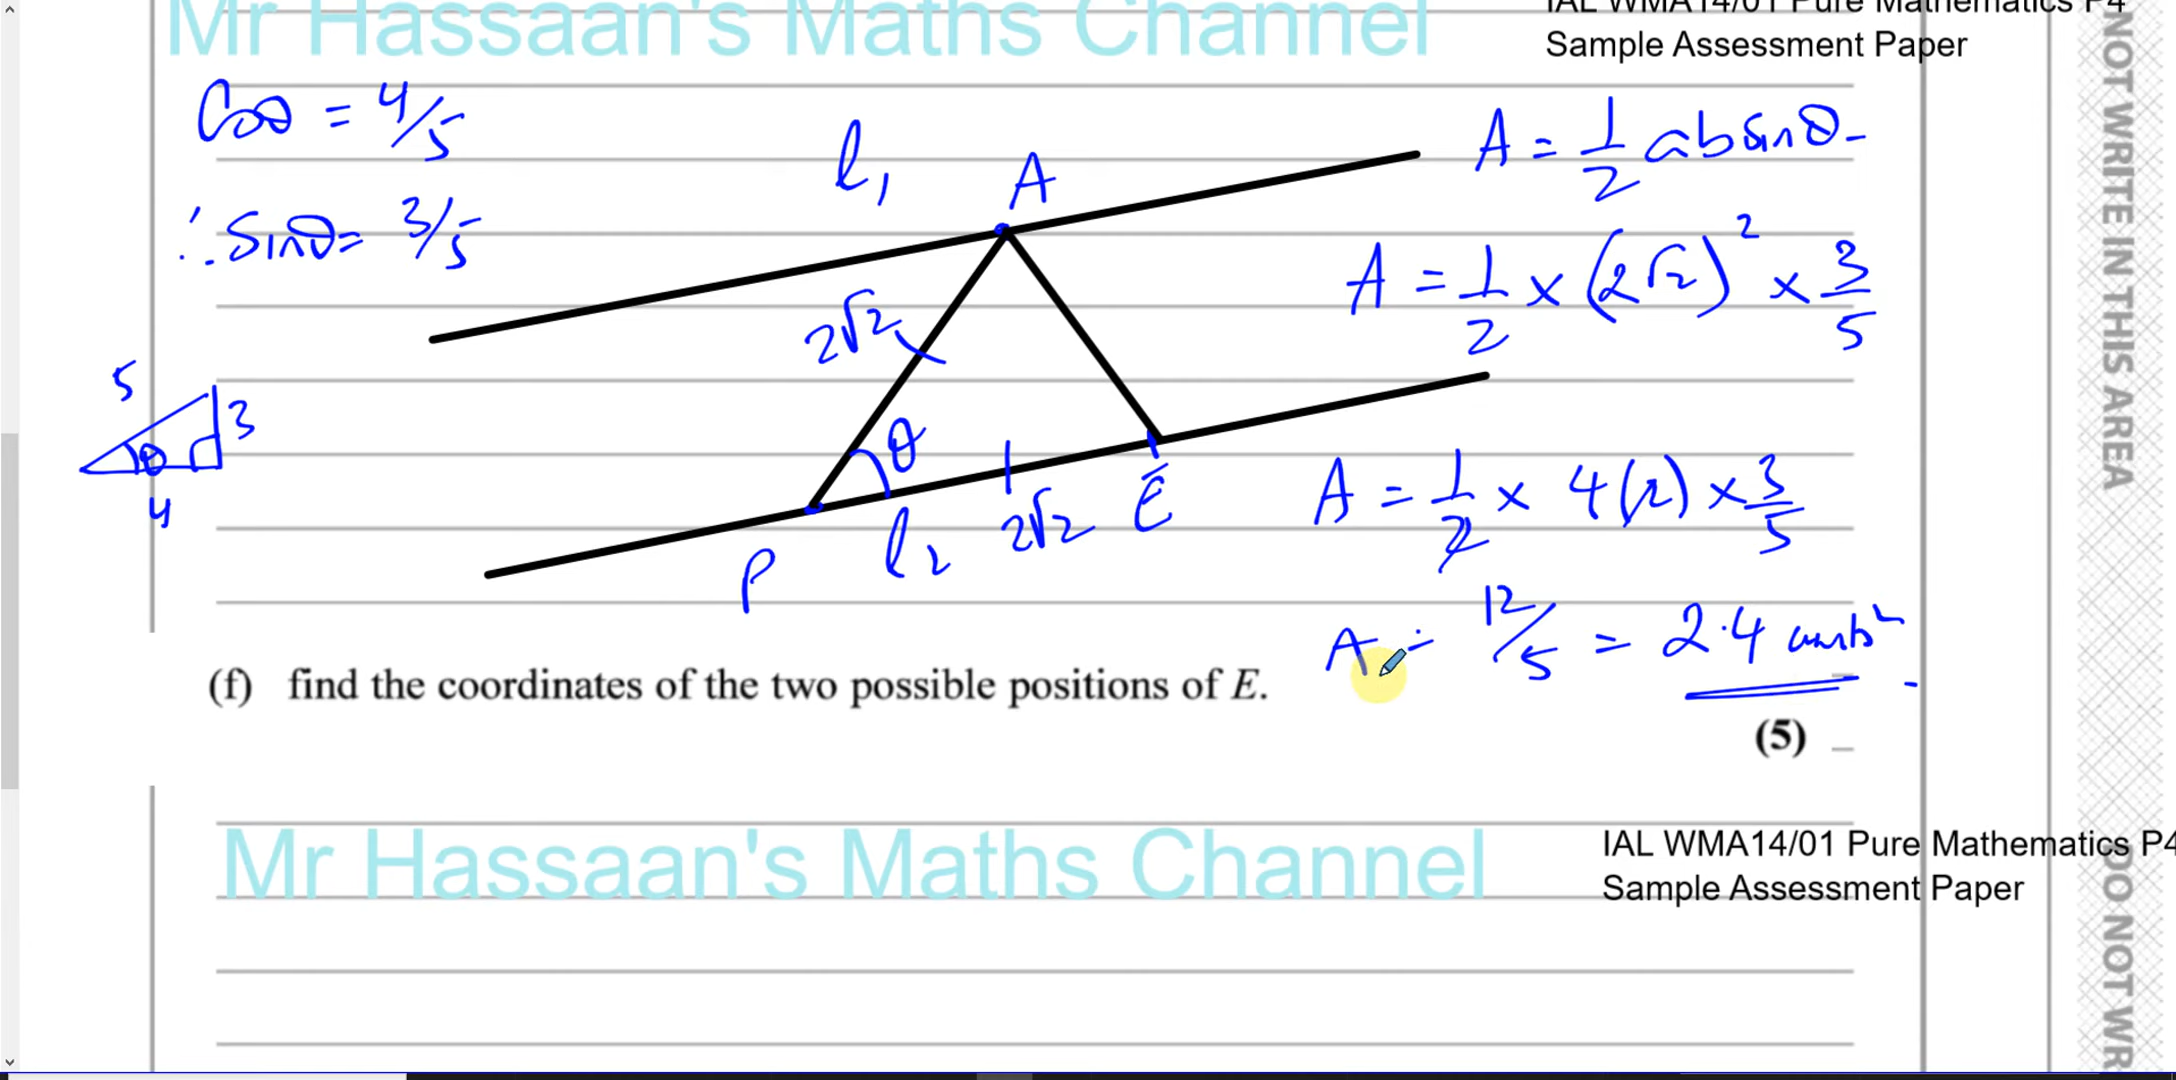 Mr Hassaan's Maths Channel
IAL WMA14/01 Pure Mathematics P4
Sample Assessment Paper
Cosθ = 4/5
∴ sinθ = 3/5
l₁
A
2√2
θ
P
l₂
2√2
E
5
3
θ
4
A = 1/2 ab sinθ
A = 1/2 × (2√2)² × 3/5
A = 1/2 × 4(2) × 3/5
A = 12/5 = 2.4 units²
(f) find the coordinates of the two possible positions of E.
(5)
Mr Hassaan's Maths Channel
IAL WMA14/01 Pure Mathematics P4
Sample Assessment Paper
NOT WRITE IN THIS AREA
DO NOT WR